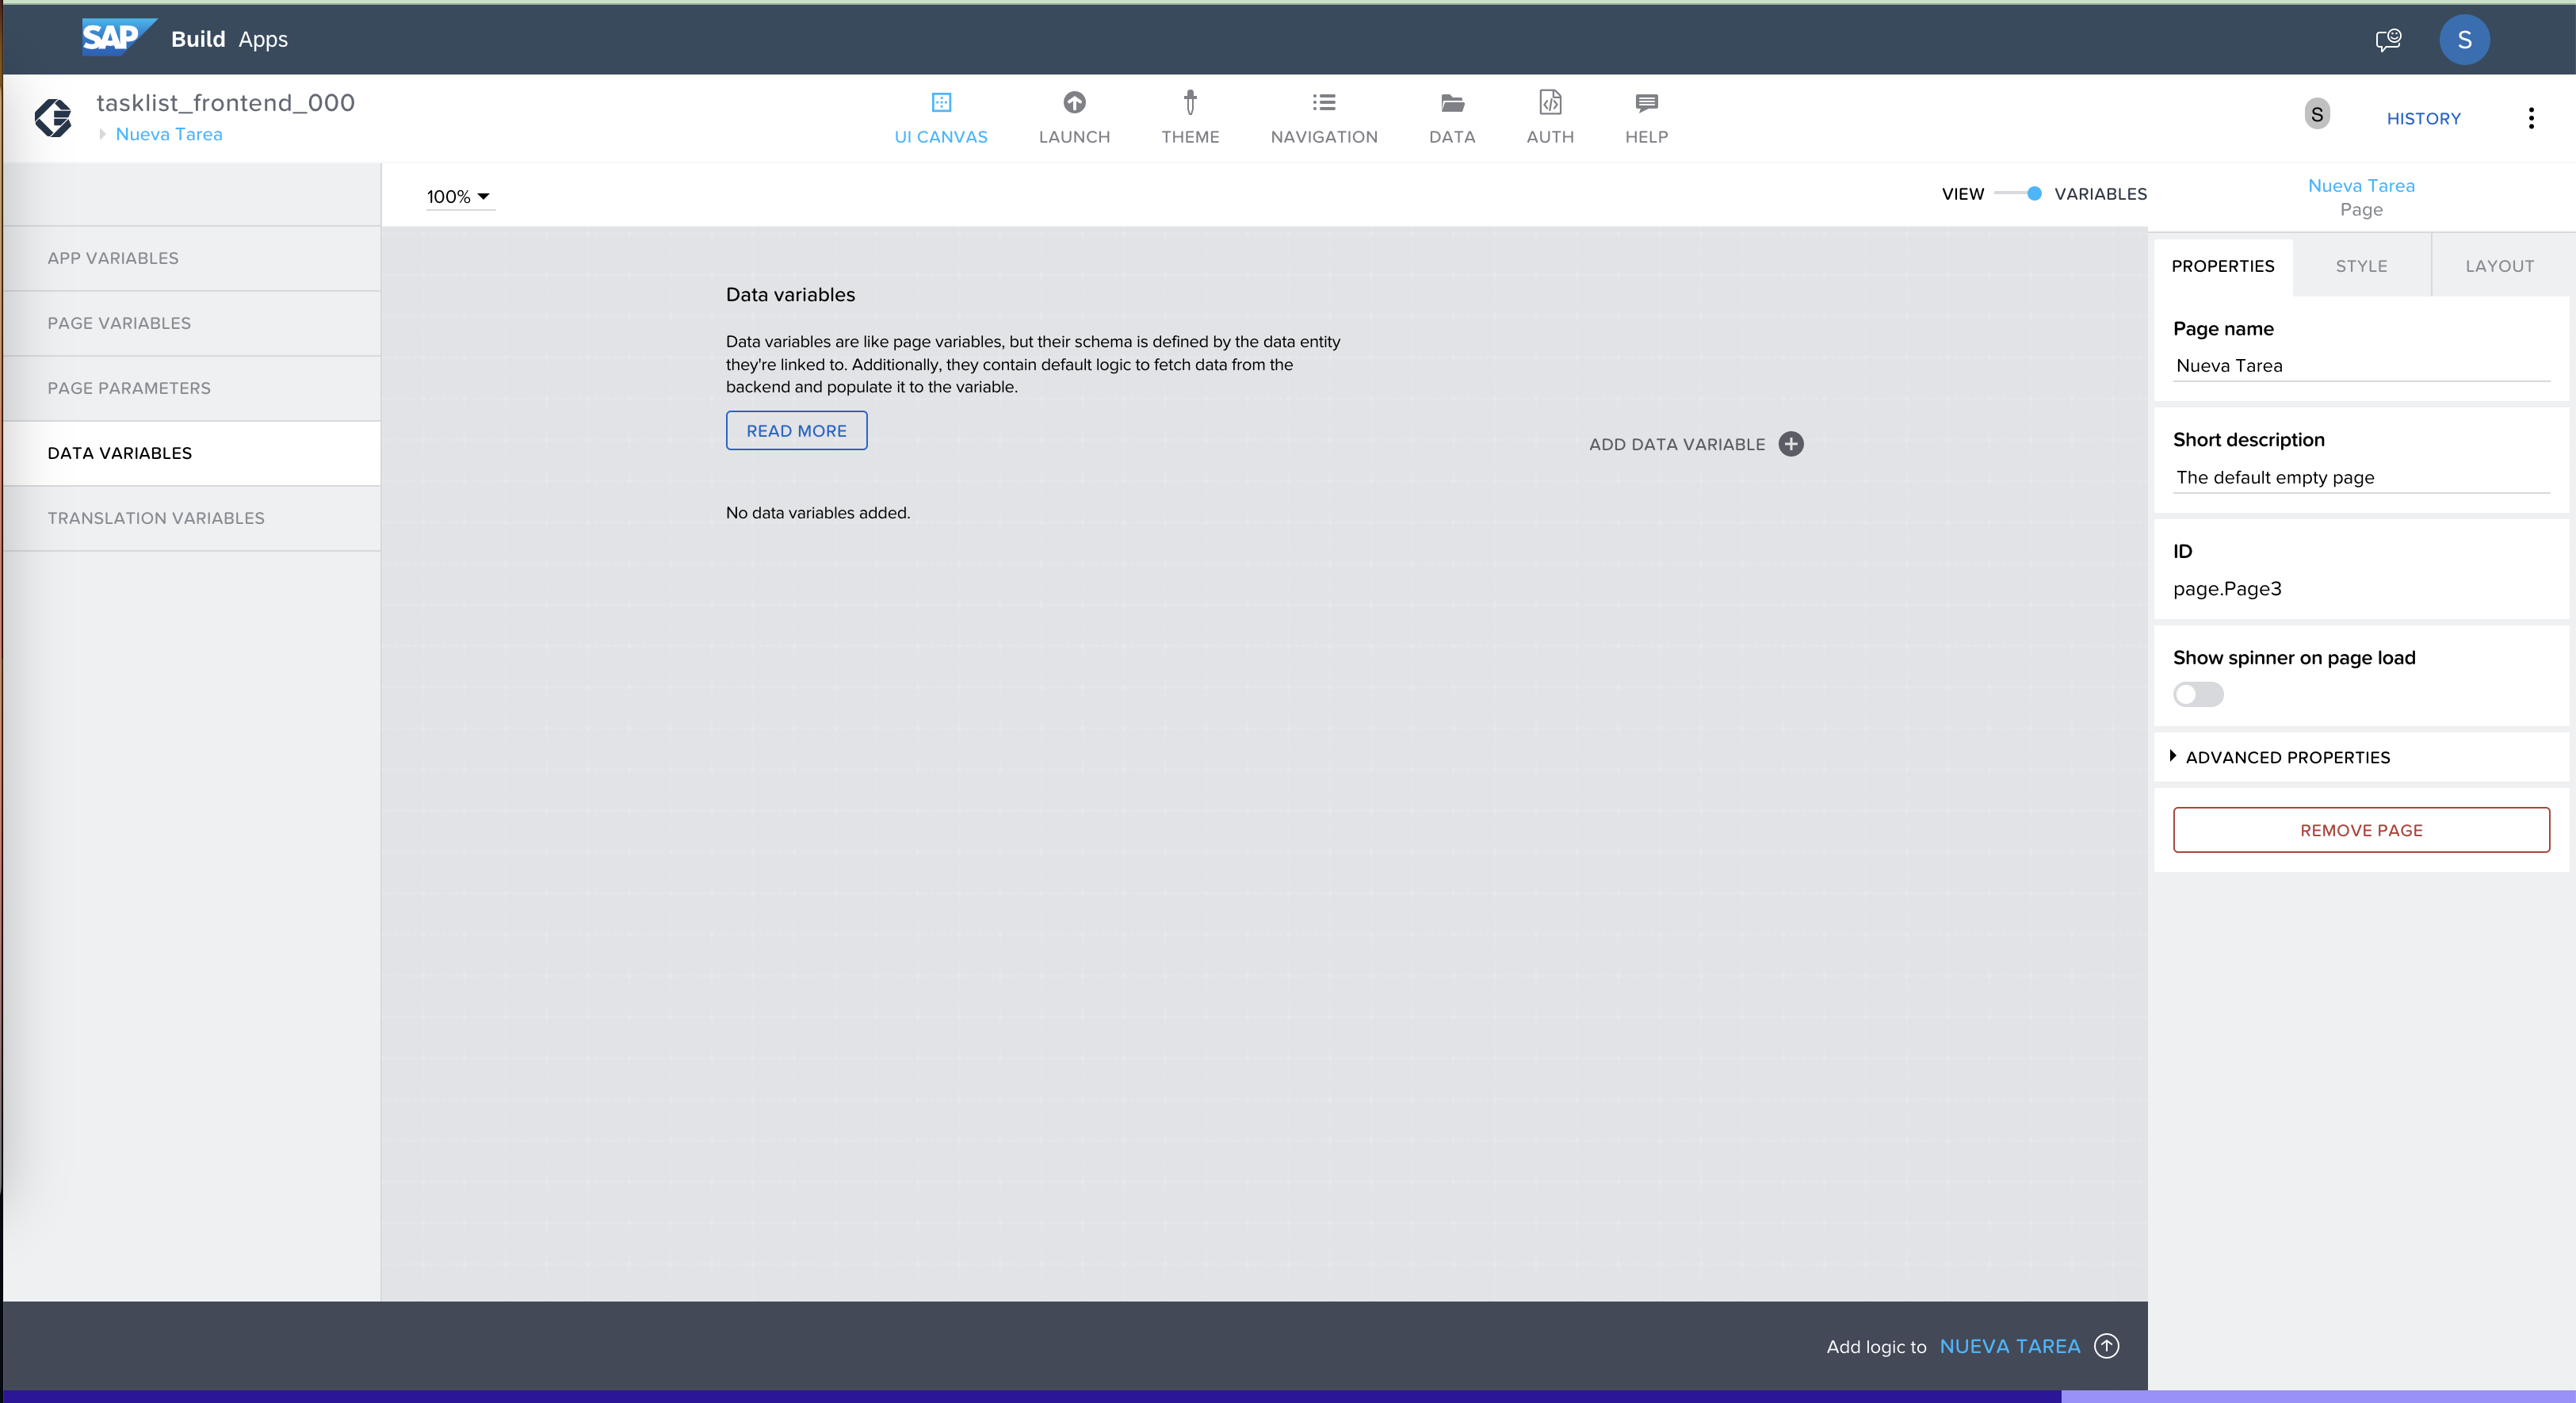 SAP Build Apps
S
tasklist_frontend_000
Nueva Tarea
UI CANVAS
LAUNCH
THEME
NAVIGATION
DATA
AUTH
HELP
S
HISTORY
100%
VIEW
VARIABLES
Nueva Tarea
Page
APP VARIABLES
PAGE VARIABLES
PAGE PARAMETERS
DATA VARIABLES
TRANSLATION VARIABLES
Data variables
Data variables are like page variables, but their schema is defined by the data entity
they're linked to. Additionally, they contain default logic to fetch data from the
backend and populate it to the variable.
READ MORE
ADD DATA VARIABLE
No data variables added.
PROPERTIES
STYLE
LAYOUT
Page name
Nueva Tarea
Short description
The default empty page
ID
page.Page3
Show spinner on page load
ADVANCED PROPERTIES
REMOVE PAGE
Add logic to NUEVA TAREA